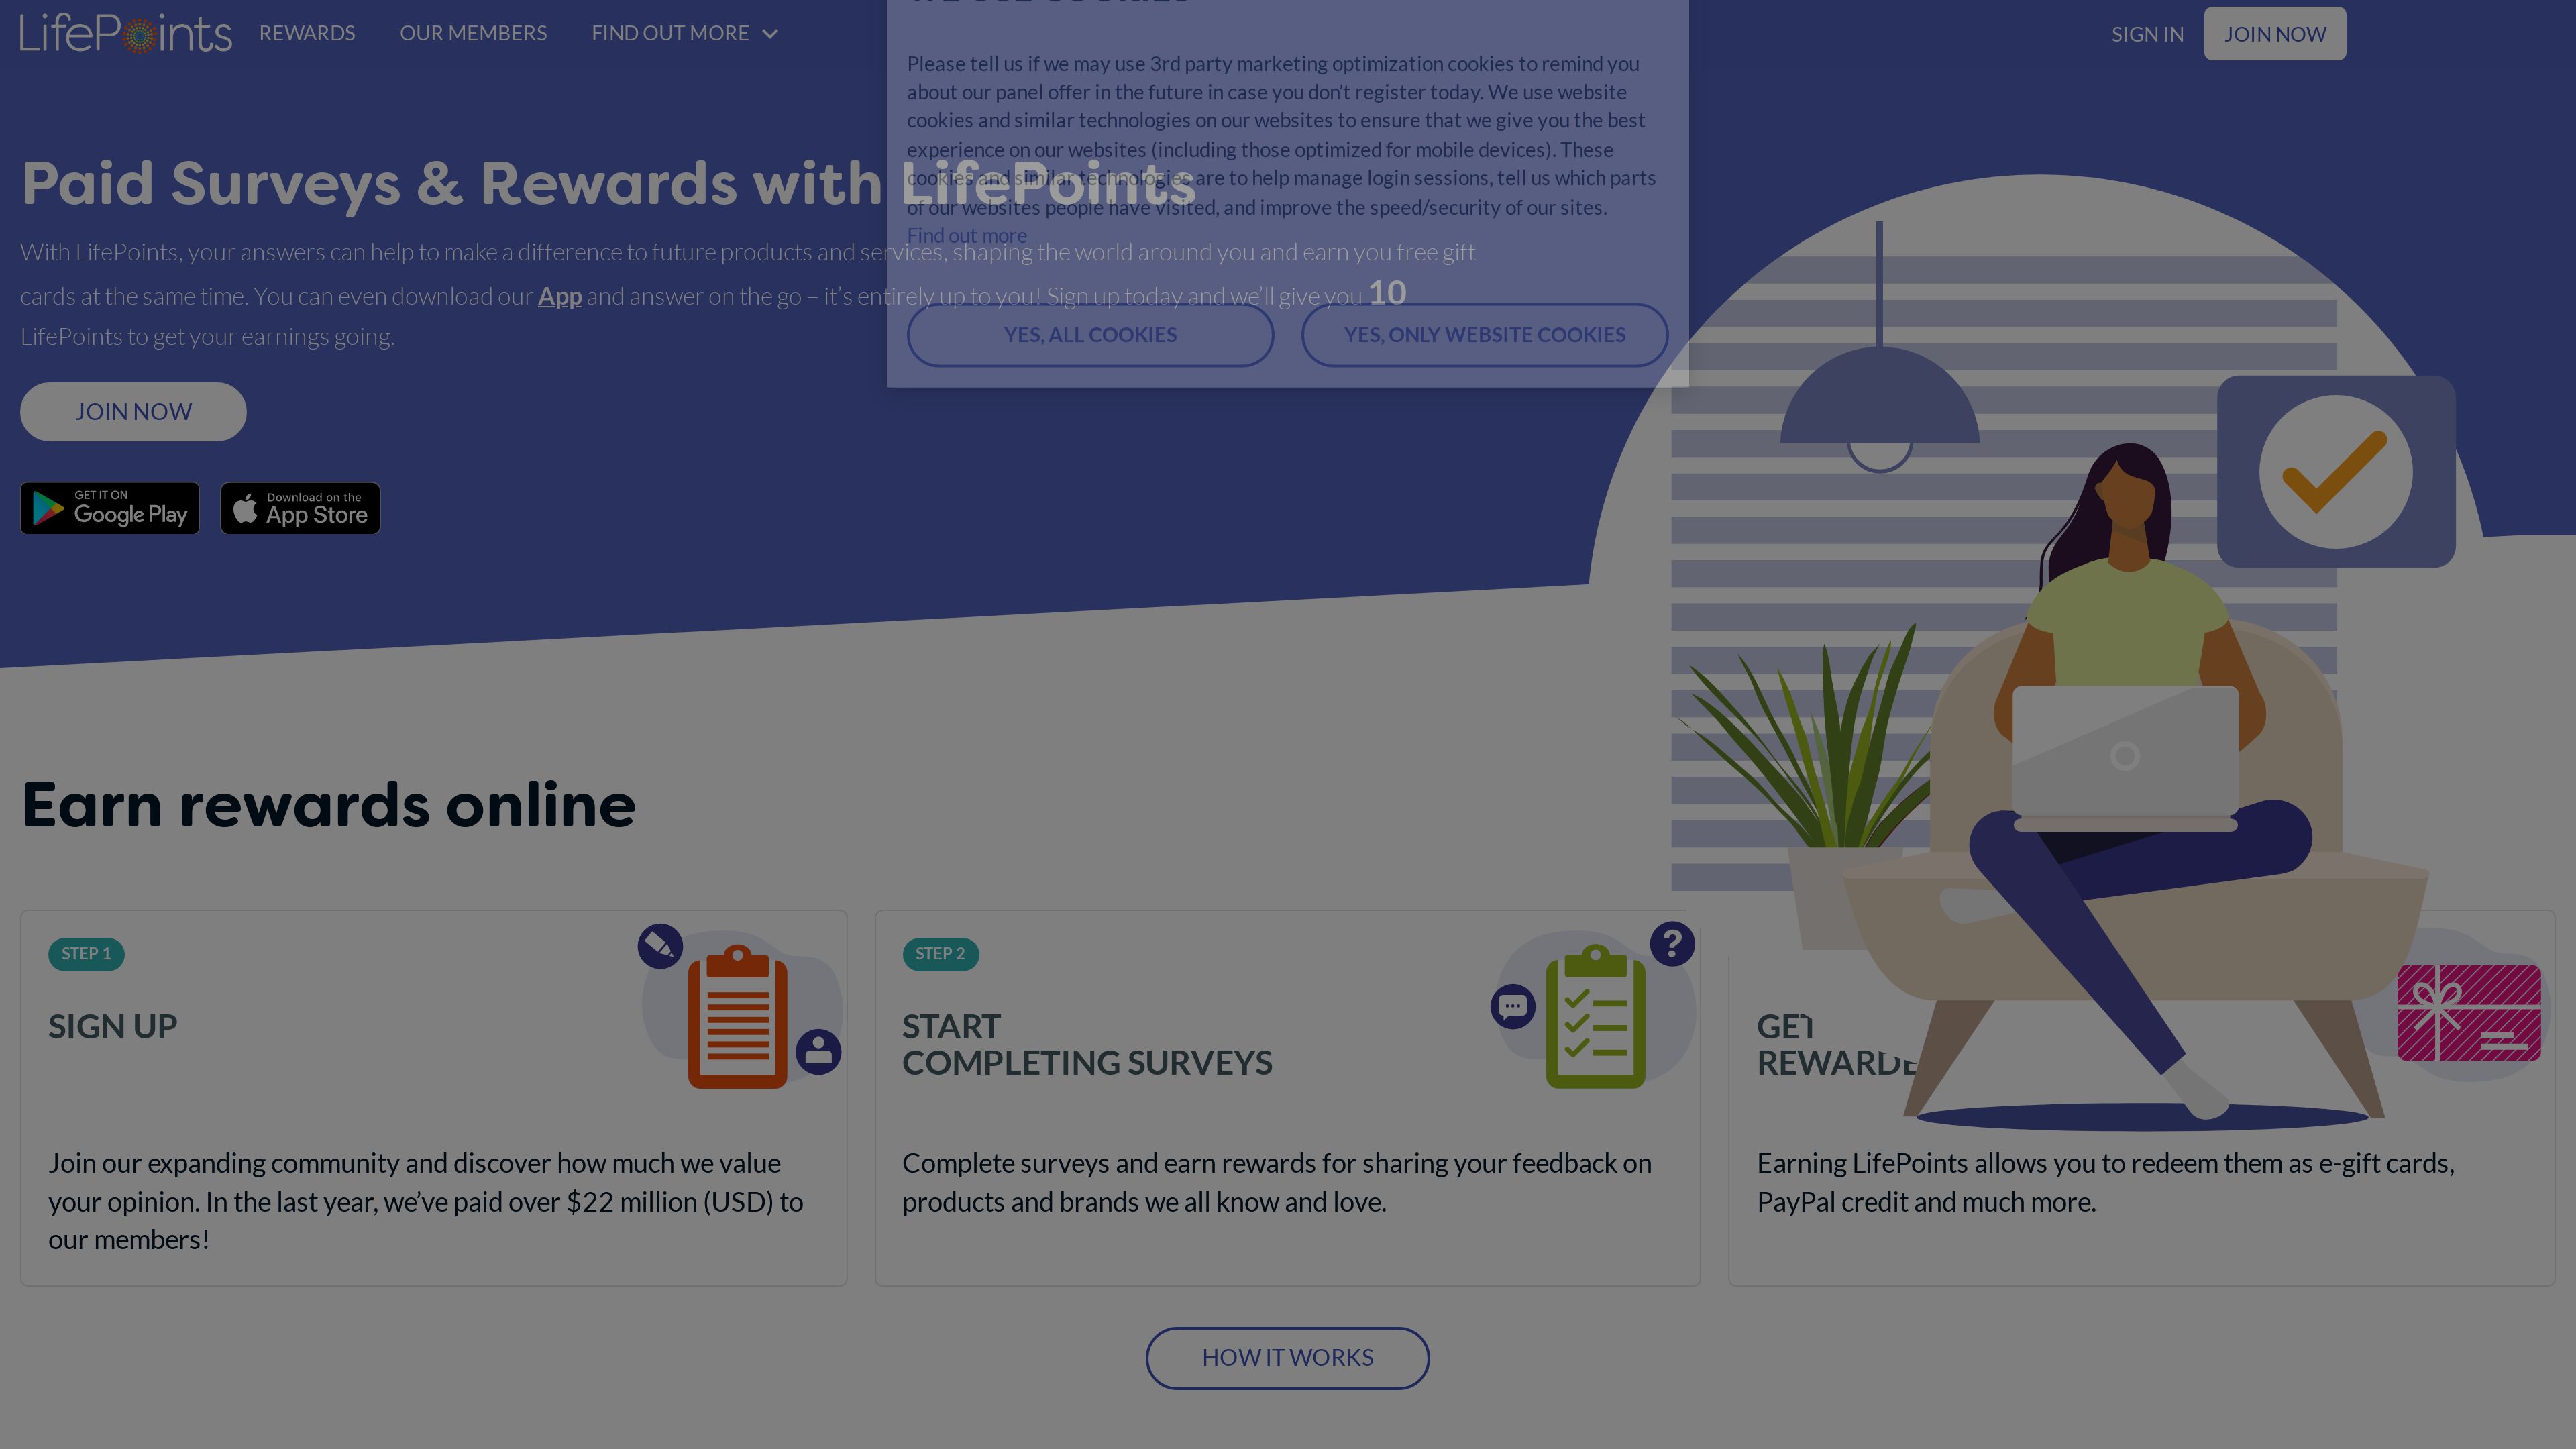 LifePoints
REWARDS
OUR MEMBERS
FIND OUT MORE
SIGN IN
JOIN NOW
WE USE COOKIES
Please tell us if we may use 3rd party marketing optimization cookies to remind you
about our panel offer in the future in case you don't register today. We use website
cookies and similar technologies on our websites to ensure that we give you the best
experience on our websites (including those optimized for mobile devices). These
cookies and similar technologies are to help manage login sessions, tell us which parts
of our websites people have visited, and improve the speed/security of our sites.
Find out more
YES, ALL COOKIES
YES, ONLY WEBSITE COOKIES
Paid Surveys & Rewards with LifePoints
With LifePoints, your answers can help to make a difference to future products and services, shaping the world around you and earn you free gift
cards at the same time. You can even download our App and answer on the go – it's entirely up to you! Sign up today and we'll give you 10
LifePoints to get your earnings going.
JOIN NOW
GET IT ON
Google Play
Download on the
App Store
Earn rewards online
STEP 1
SIGN UP
Join our expanding community and discover how much we value
your opinion. In the last year, we've paid over $22 million (USD) to
our members!
STEP 2
START
COMPLETING SURVEYS
Complete surveys and earn rewards for sharing your feedback on
products and brands we all know and love.
GET
REWARDE
Earning LifePoints allows you to redeem them as e-gift cards,
PayPal credit and much more.
HOW IT WORKS